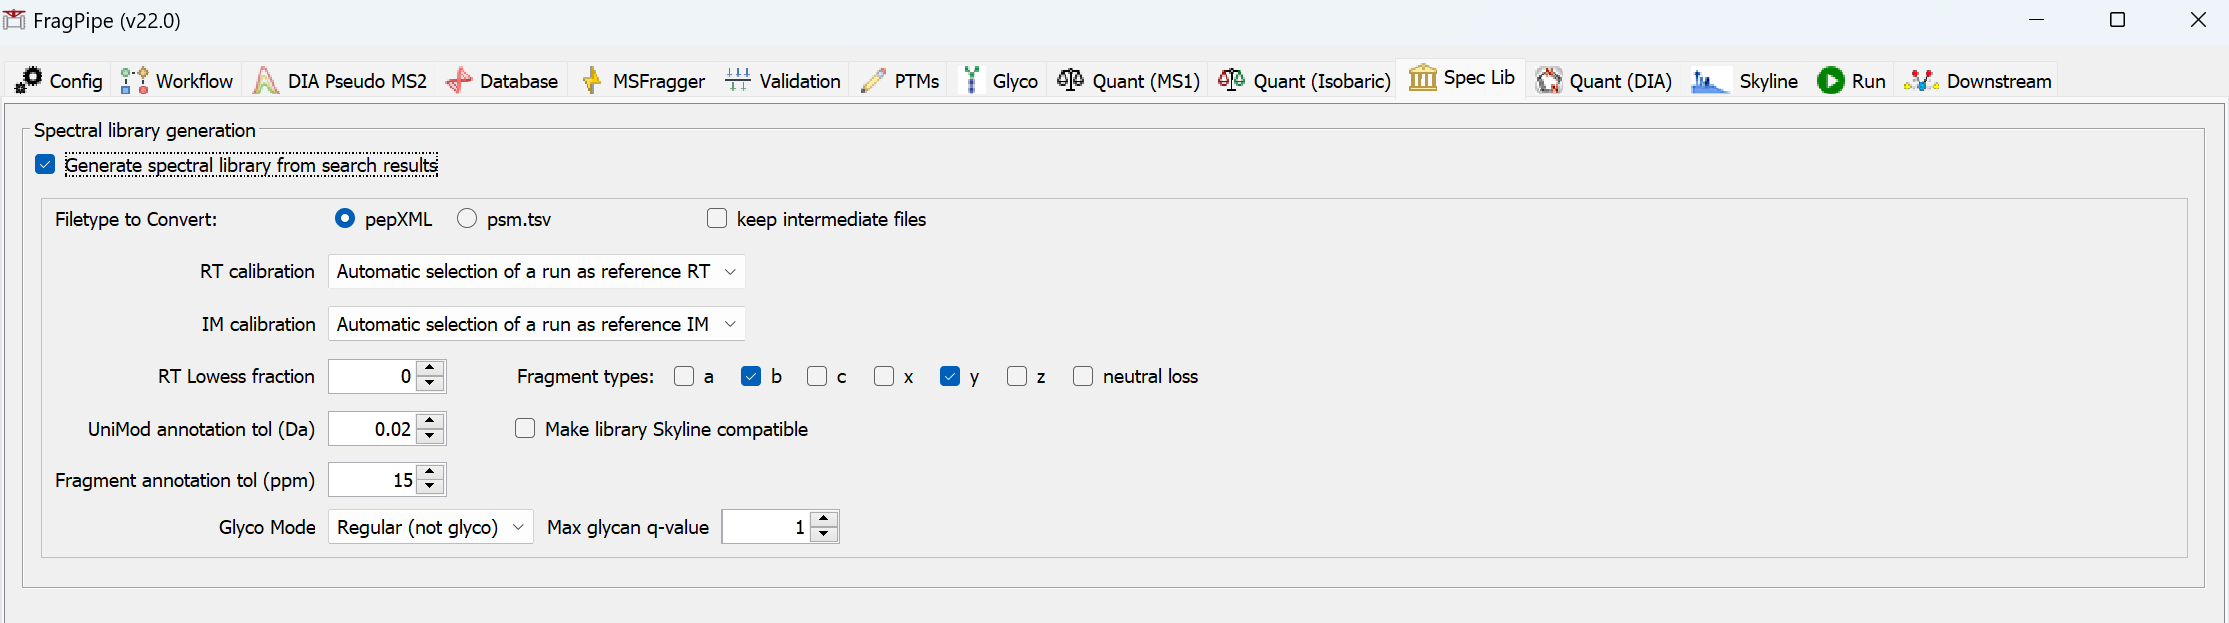 FragPipe (v22.0)
Config Workflow DIA Pseudo MS2 Database MSFragger Validation PTMs Glyco Quant (MS1) Quant (Isobaric) Spec Lib Quant (DIA) Skyline Run Downstream
Spectral library generation
Generate spectral library from search results
Filetype to Convert: pepXML psm.tsv keep intermediate files
RT calibration Automatic selection of a run as reference RT
IM calibration Automatic selection of a run as reference IM
RT Lowess fraction 0 Fragment types: a b c x y z neutral loss
UniMod annotation tol (Da) 0.02 Make library Skyline compatible
Fragment annotation tol (ppm) 15
Glyco Mode Regular (not glyco) Max glycan q-value 1